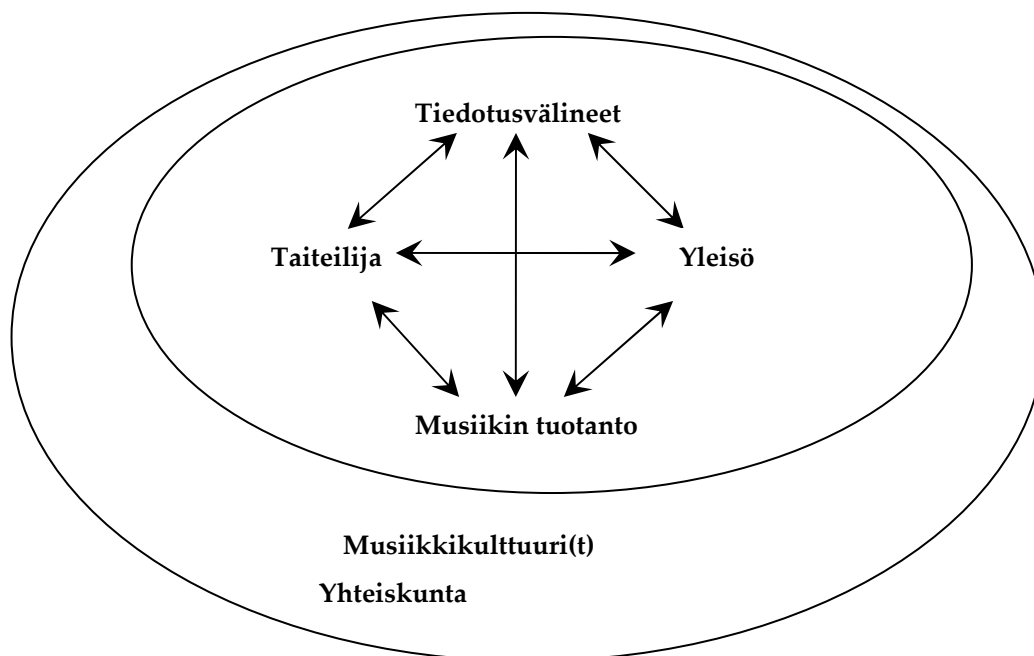 Tiedotusvälineet
Taiteilija
Yleisö
Musiikin tuotanto
Musiikkikulttuuri(t)
Yhteiskunta